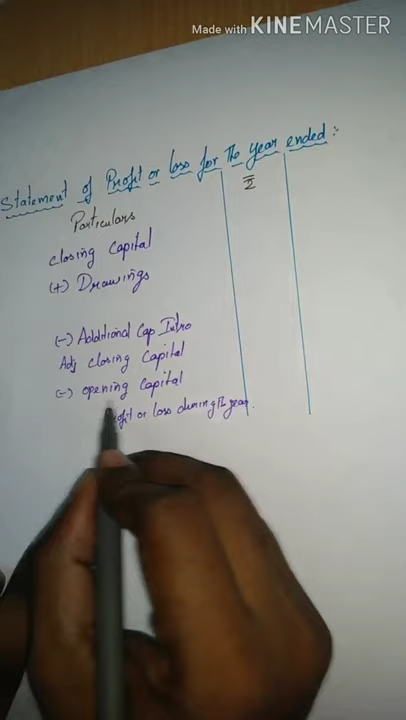 Made with KINEMASTER
Statement of Profit or loss for The year ended :-
Particulars
closing Capital
(+) Drawings
(-) Additional Cap Intro
Adj closing Capital
(-) opening Capital
or loss during the year.